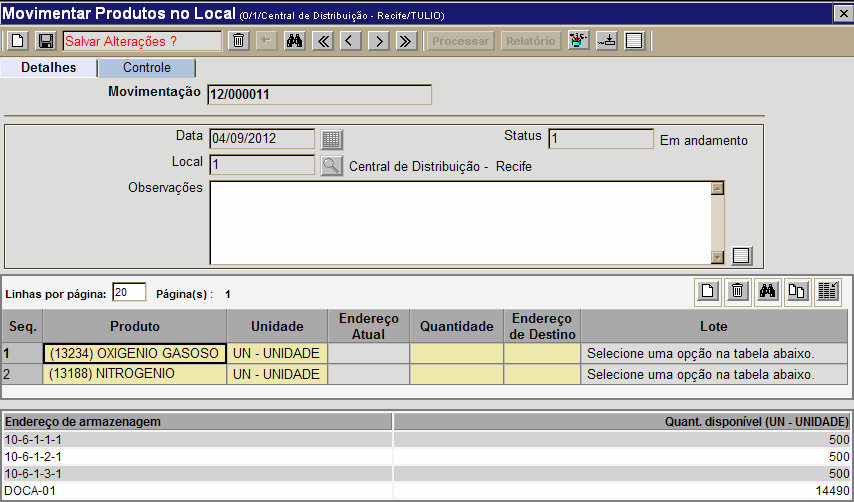 Movimentar Produtos no Local (0/1/Central de Distribuição - Recife/TULIO)
Salvar Alterações ? Processar Relatório
Detalhes Controle
Movimentação 12/000011
Data 04/09/2012 Status 1 Em andamento
Local 1 Central de Distribuição - Recife
Observações
Linhas por página: 20 Página(s) : 1
Seq. Produto Unidade Endereço Atual Quantidade Endereço de Destino Lote
1 (13234) OXIGENIO GASOSO UN - UNIDADE Selecione uma opção na tabela abaixo.
2 (13188) NITROGENIO UN - UNIDADE Selecione uma opção na tabela abaixo.
Endereço de armazenagem Quant. disponível (UN - UNIDADE)
10-6-1-1-1 500
10-6-1-2-1 500
10-6-1-3-1 500
DOCA-01 14490